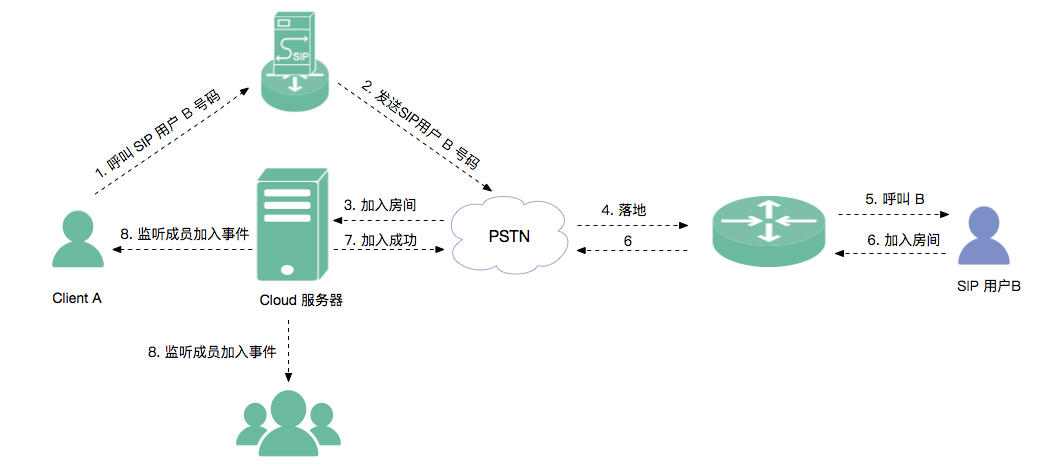 SIP
1. 呼叫 SIP 用户 B 号码
2. 发送SIP用户 B 号码
3. 加入房间
7. 加入成功
8. 监听成员加入事件
PSTN
4. 落地
6
5. 呼叫 B
6. 加入房间
Client A
Cloud 服务器
SIP 用户B
8. 监听成员加入事件